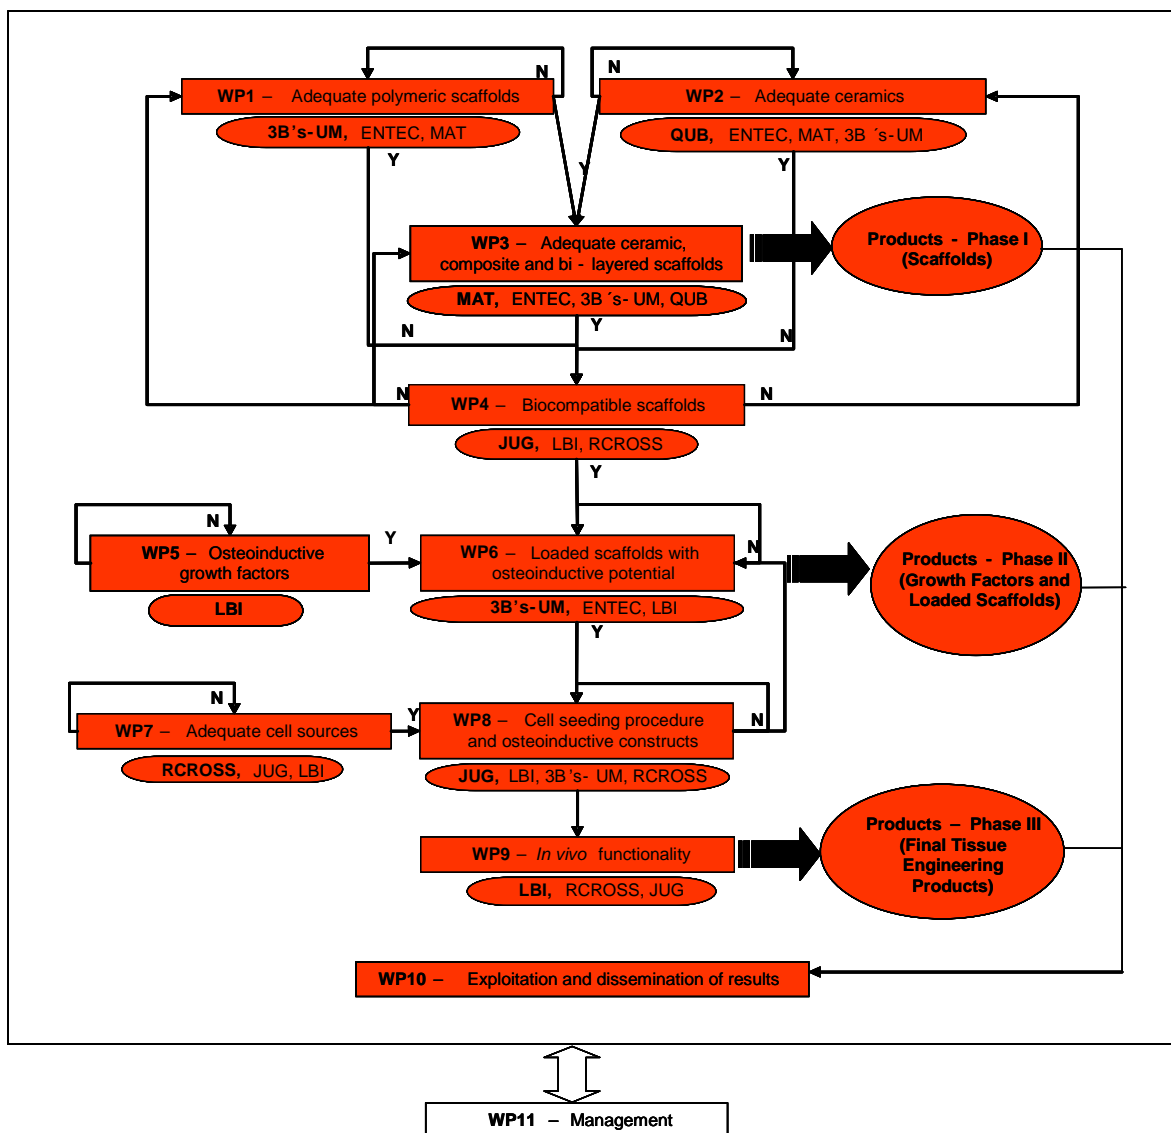 N
N
WP1 – Adequate polymeric scaffolds
WP2 – Adequate ceramics
3B's-UM, ENTEC, MAT
QUB, ENTEC, MAT, 3B ´s-UM
Y
Y
Y
WP3 – Adequate ceramic,
composite and bi - layered scaffolds
Products - Phase I
(Scaffolds)
MAT, ENTEC, 3B ´s- UM, QUB
Y
N
N
N
N
WP4 – Biocompatible scaffolds
JUG, LBI, RCROSS
Y
N
Y
N
WP5 – Osteoinductive
growth factors
WP6 – Loaded scaffolds with
osteoinductive potential
Products - Phase II
(Growth Factors and
Loaded Scaffolds)
LBI
3B's-UM, ENTEC, LBI
Y
N
Y
N
WP7 – Adequate cell sources
WP8 – Cell seeding procedure
and osteoinductive constructs
RCROSS, JUG, LBI
JUG, LBI, 3B's- UM, RCROSS
WP9 – In vivo functionality
Products – Phase III
(Final Tissue
Engineering
Products)
LBI, RCROSS, JUG
WP10 – Exploitation and dissemination of results
WP11 – Management